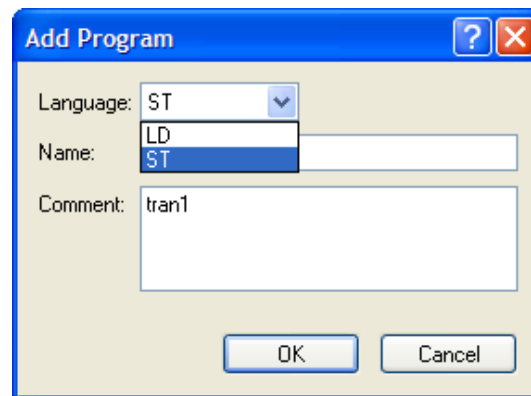 Add Program
Language: ST
LD
Name: ST
Comment: tran1
OK Cancel